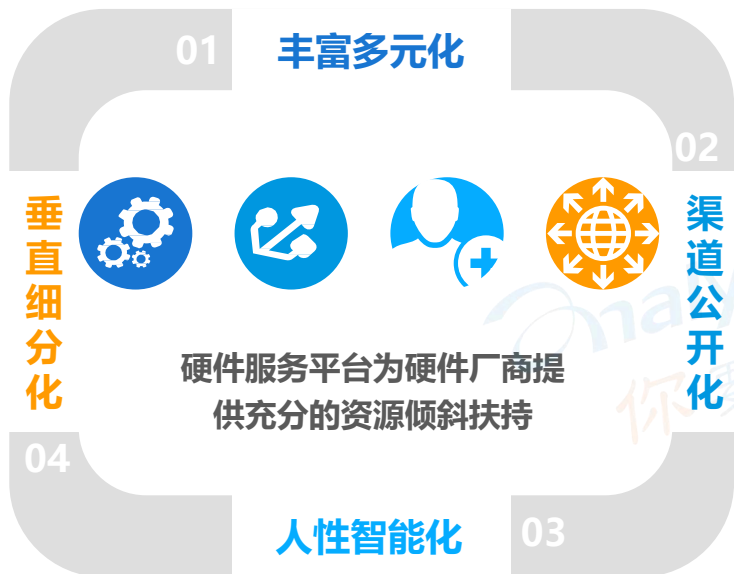 01
丰富多元化
02
渠道公开化
垂直细分化
硬件服务平台为硬件厂商提
供充分的资源倾斜扶持
04
03
人性智能化